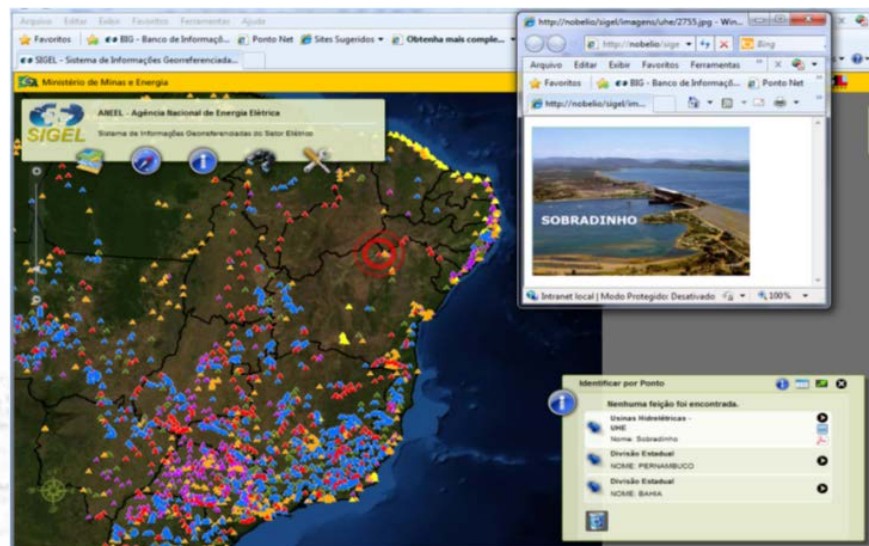 Arquivo Editar Exibir Favoritos Ferramentas Ajuda
Favoritos BIG - Banco de Informaçõ... Ponto Net Sites Sugeridos Obtenha mais comple...
SIGEL - Sistema de Informações Georreferenciada...
Ministério de Minas e Energia
SIGEL
ANEEL - Agência Nacional de Energia Elétrica
Sistema de Informações Georeferenciadas do Setor Elétrico
http://nobelio/sigel/imagens/uhe/2755.jpg - Win...
http://nobelio/sige
Bing
Arquivo Editar Exibir Favoritos Ferramentas
Favoritos BIG - Banco de Informaçõ... Ponto Net
http://nobelio/sigel/im...
SOBRADINHO
Intranet local | Modo Protegido: Desativado
100%
Identificar por Ponto
Nenhuma feição foi encontrada.
Usinas Hidrelétricas -
UHE
Nome: Sobradinho
Divisão Estadual
NOME: PERNAMBUCO
Divisão Estadual
NOME: BAHIA